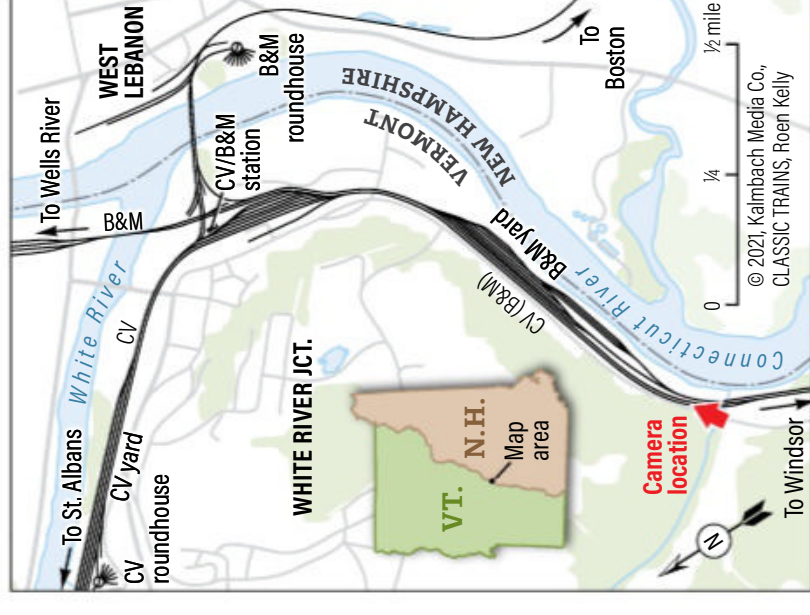 To Wells River
WEST
LEBANON
B&M
roundhouse
To
Boston
½ mile
¼
0
© 2021, Kalmbach Media Co.,
CLASSIC TRAINS, Roen Kelly
NEW HAMPSHIRE
VERMONT
CV/B&M
station
B&M
White River
CV
To St. Albans
CV yard
CV
roundhouse
WHITE RIVER JCT.
B&M yard
CV (B&M)
Connecticut River
VT.
N.H.
Map
area
Camera
location
To Windsor
N